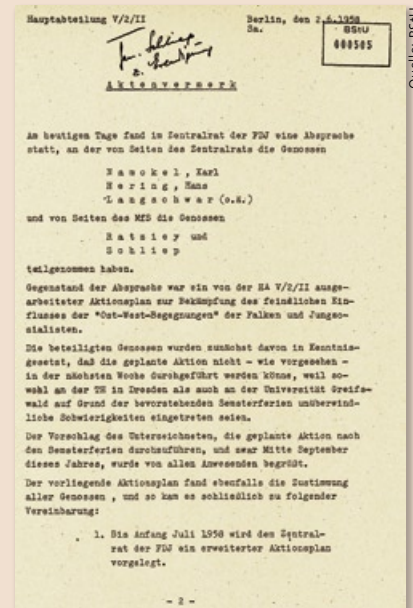 Hauptabteilung V/2/II
Berlin, den 2.6.1958
Sa.
BStU
000505
Aktenvermerk
Am heutigen Tage fand im Zentralrat der FDJ eine Absprache
statt, an der von Seiten des Zentralrats die Genossen
Namokel, Karl
Hering, Hans
Langschwar (o.ä.)
und von Seiten des MfS die Genossen
Ratsiey und
Schliep
teilgenommen haben.
Gegenstand der Absprache war ein von der HA V/2/II ausge-
arbeiteter Aktionsplan zur Bekämpfung des feindlichen Ein-
flusses der "Ost-West-Begegnungen" der Falken und Jungso-
zialisten.
Die beteiligten Genossen wurden zunächst davon in Kenntnis-
gesetzt, daß die geplante Aktion nicht - wie vorgesehen -
in der nächsten Woche durchgeführt werden könne, weil so-
wohl an der TH in Dresden als auch an der Universität Greifs-
wald auf Grund der bevorstehenden Semesterferien unüberwind-
liche Schwierigkeiten eingetreten seien.
Der Vorschlag des Unterzeichneten, die geplante Aktion nach
den Semesterferien durchzuführen, und zwar Mitte September
dieses Jahres, wurde von allen Anwesenden begrüßt.
Der vorliegende Aktionsplan fand ebenfalls die Zustimmung
aller Genossen , und so kam es schließlich zu folgender
Vereinbarung:
1. Bis Anfang Juli 1958 wird dem Zentral-
rat der FDJ ein erweiterter Aktionsplan
vorgelegt.
- 2 -